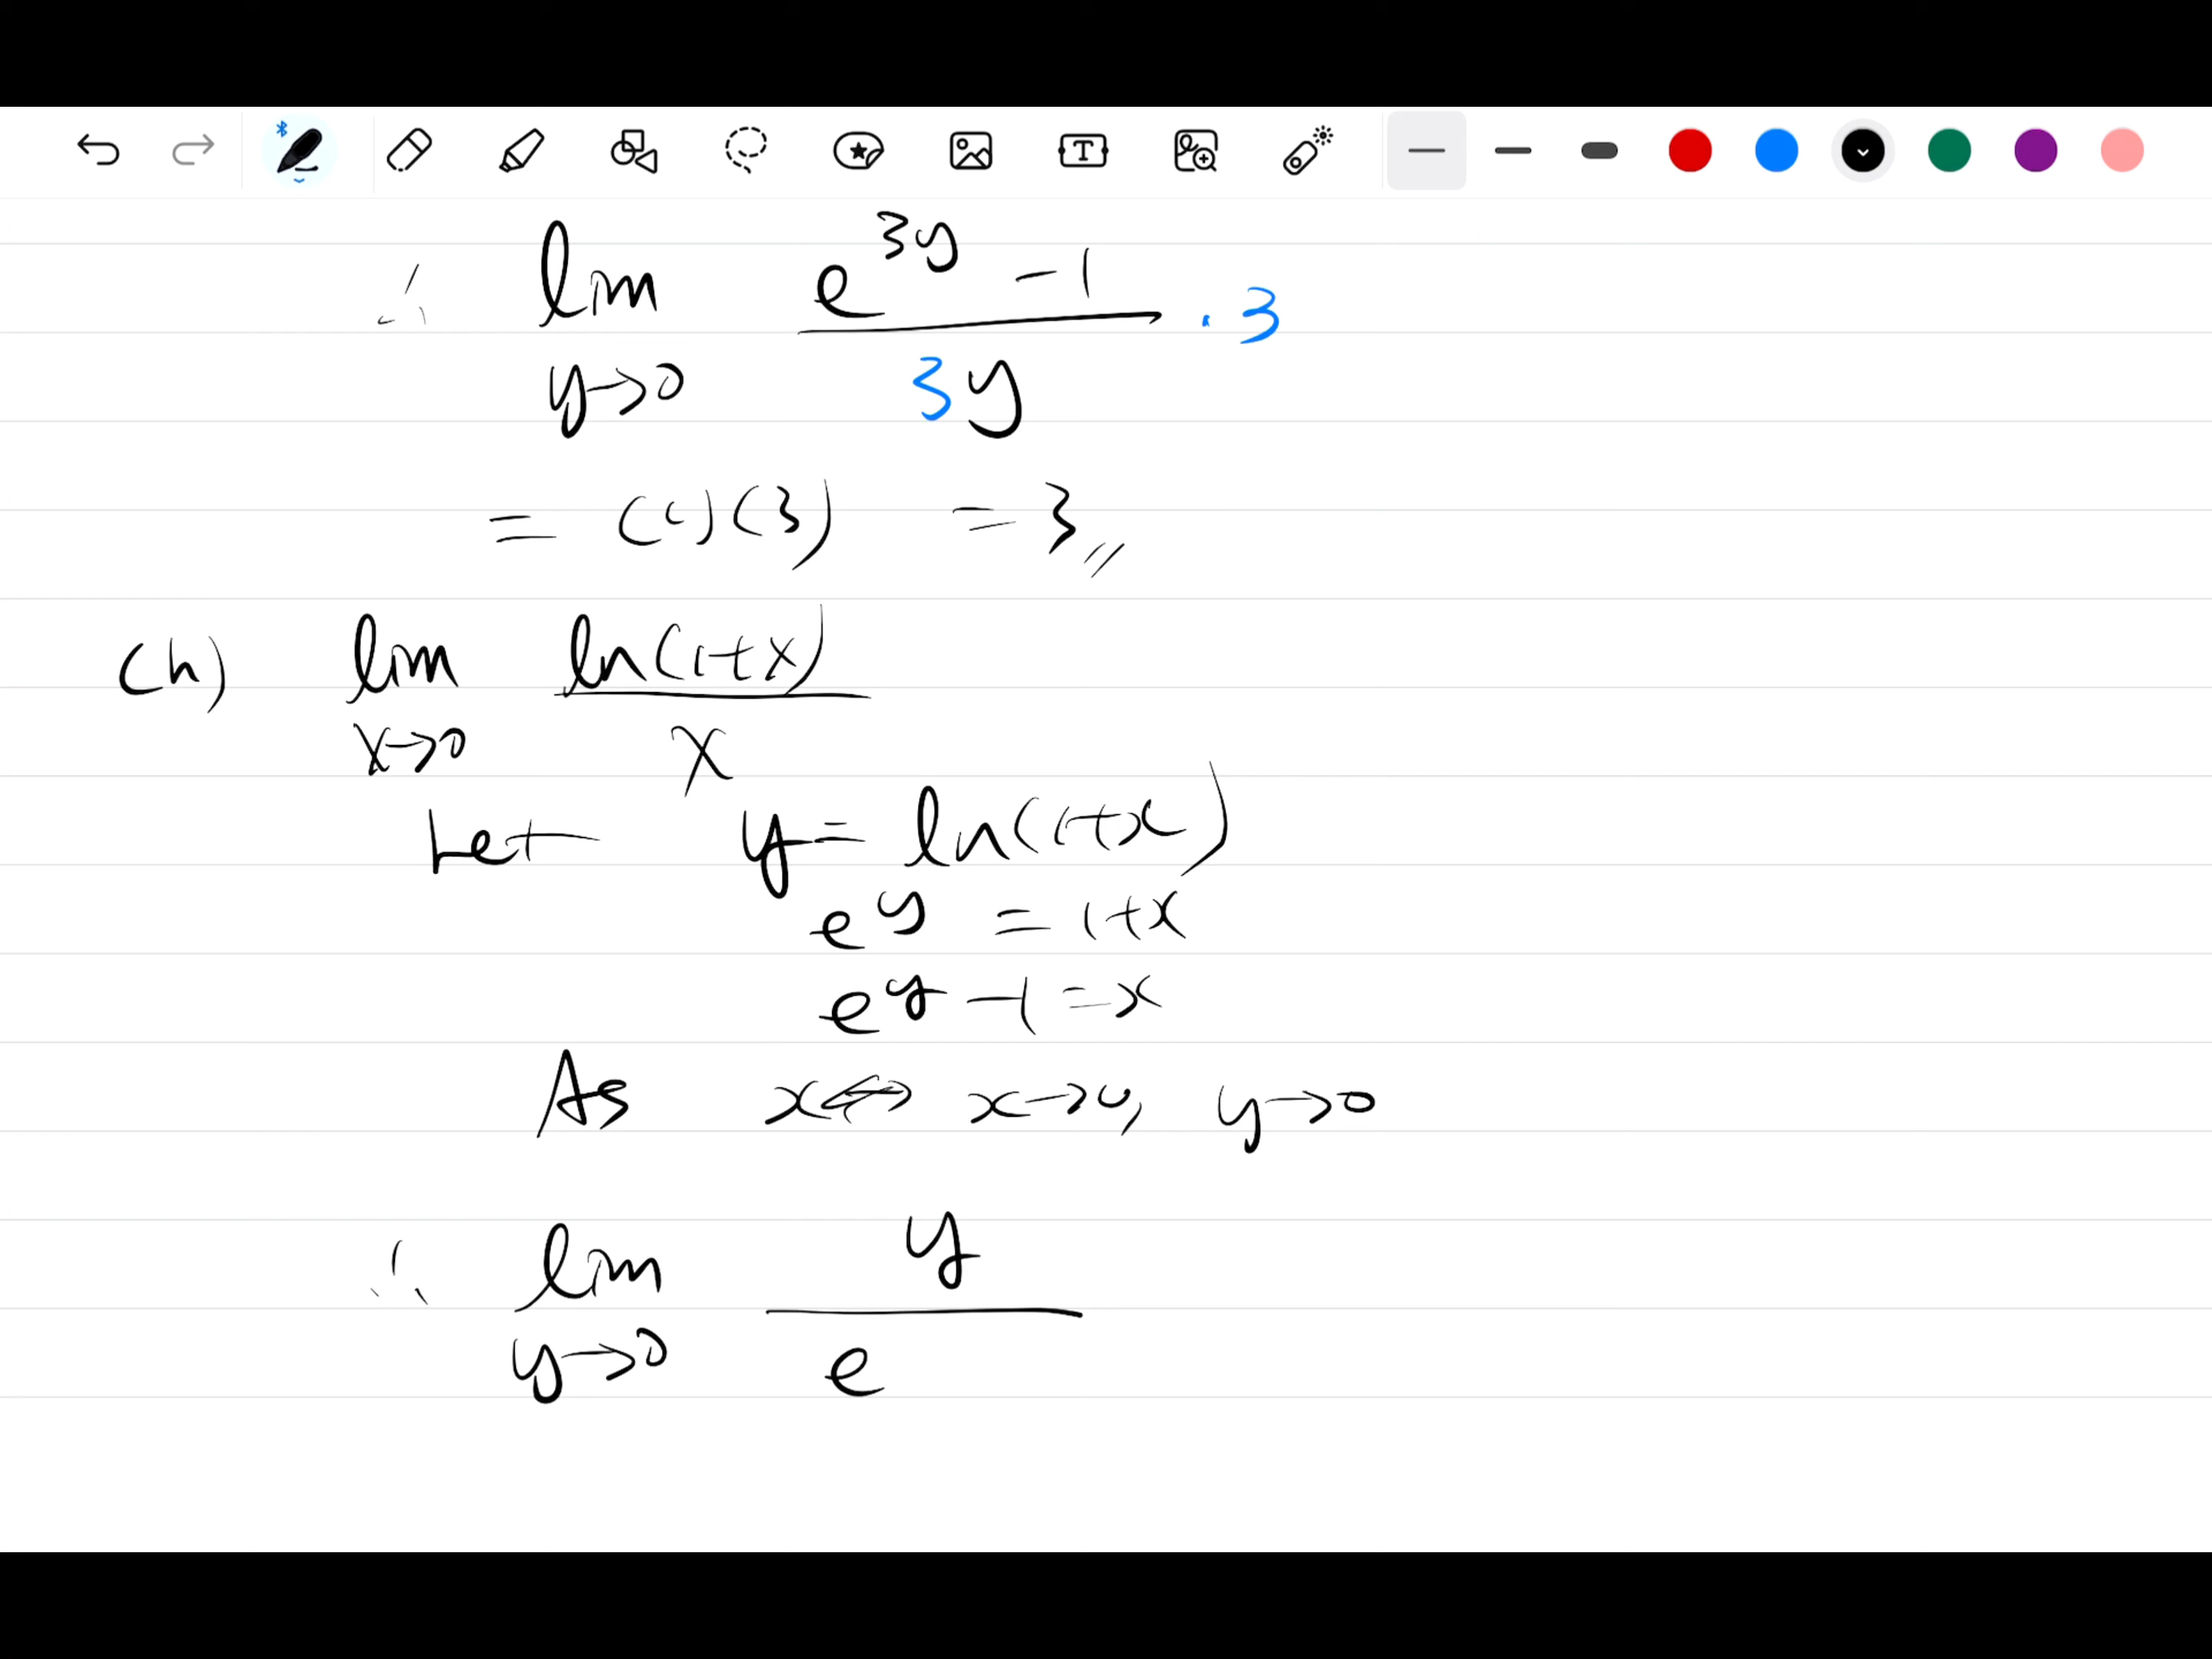 ∴ lim e^{3y} - 1 · 3
y→0 3y
= (1)(3) = 3
(h) lim ln(1+x)
x→0 x
Let y = ln(1+x)
e^y = 1+x
e^y - 1 = x
As x x→0, y→0
∴ lim y
y→0 e